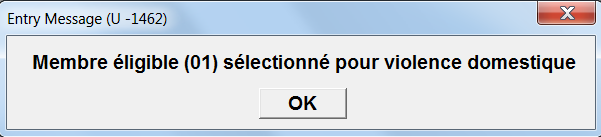 Entry Message (U -1462)
Membre éligible (01) sélectionné pour violence domestique
OK